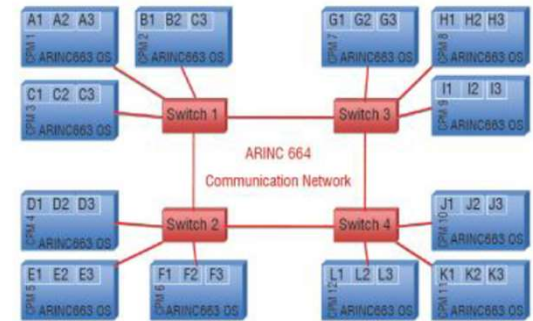 A1 A2 A3
CPM 1
ARINC663 OS
B1 B2 C3
CPM 2
ARINC663 OS
G1 G2 G3
CPM 7
ARINC663 OS
H1 H2 H3
CPM 8
ARINC663 OS
C1 C2 C3
CPM 3
ARINC663 OS
Switch 1
Switch 3
I1 I2 I3
CPM 9
ARINC663 OS
ARINC 664
Communication Network
D1 D2 D3
CPM 4
ARINC663 OS
Switch 2
Switch 4
J1 J2 J3
CPM 10
ARINC663 OS
E1 E2 E3
CPM 5
ARINC663 OS
F1 F2 F3
CPM 6
ARINC663 OS
L1 L2 L3
CPM 12
ARINC663 OS
K1 K2 K3
CPM 11
ARINC663 OS